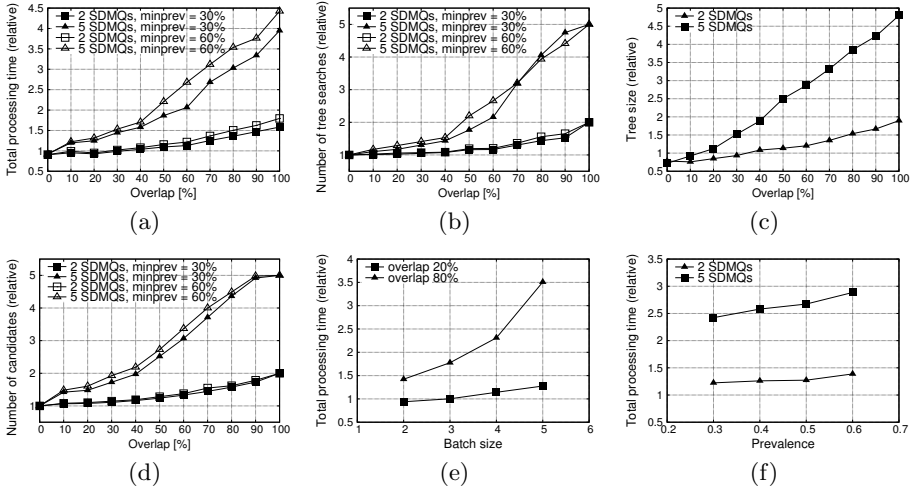 Total processing time (relative)
4.5
4
3.5
3
2.5
2
1.5
1
0.5
2 SDMQs, minprev = 30%
5 SDMQs, minprev = 30%
2 SDMQs, minprev = 60%
5 SDMQs, minprev = 60%
0 10 20 30 40 50 60 70 80 90 100
Overlap [%]
(a)
Number of tree searches (relative)
5
4
3
2
1
2 SDMQs, minprev = 30%
5 SDMQs, minprev = 30%
2 SDMQs, minprev = 60%
5 SDMQs, minprev = 60%
0 10 20 30 40 50 60 70 80 90 100
Overlap [%]
(b)
Tree size (relative)
5
4.5
4
3.5
3
2.5
2
1.5
1
0.5
2 SDMQs
5 SDMQs
0 10 20 30 40 50 60 70 80 90 100
Overlap [%]
(c)
Number of candidates (relative)
5
4
3
2
1
2 SDMQs, minprev = 30%
5 SDMQs, minprev = 30%
2 SDMQs, minprev = 60%
5 SDMQs, minprev = 60%
0 10 20 30 40 50 60 70 80 90 100
Overlap [%]
(d)
Total processing time (relative)
4
3.5
3
2.5
2
1.5
1
0.5
overlap 20%
overlap 80%
1 2 3 4 5 6
Batch size
(e)
Total processing time (relative)
3.5
3
2.5
2
1.5
1
0.5
2 SDMQs
5 SDMQs
0.2 0.3 0.4 0.5 0.6 0.7
Prevalence
(f)